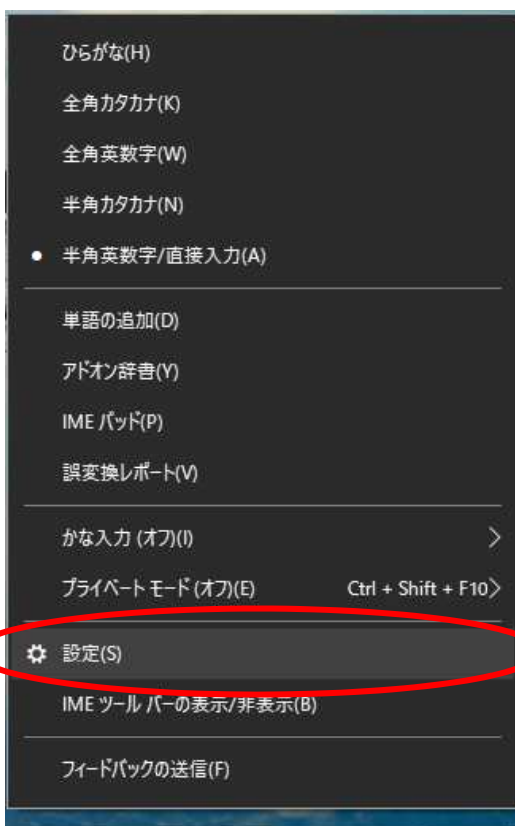 ひらがな(H)
全角カタカナ(K)
全角英数字(W)
半角カタカナ(N)
半角英数字/直接入力(A)
単語の追加(D)
アドオン辞書(Y)
IME パッド(P)
誤変換レポート(V)
かな入力 (オフ)(I)
プライベート モード (オフ)(E) Ctrl + Shift + F10
設定(S)
IME ツール バーの表示/非表示(B)
フィードバックの送信(F)